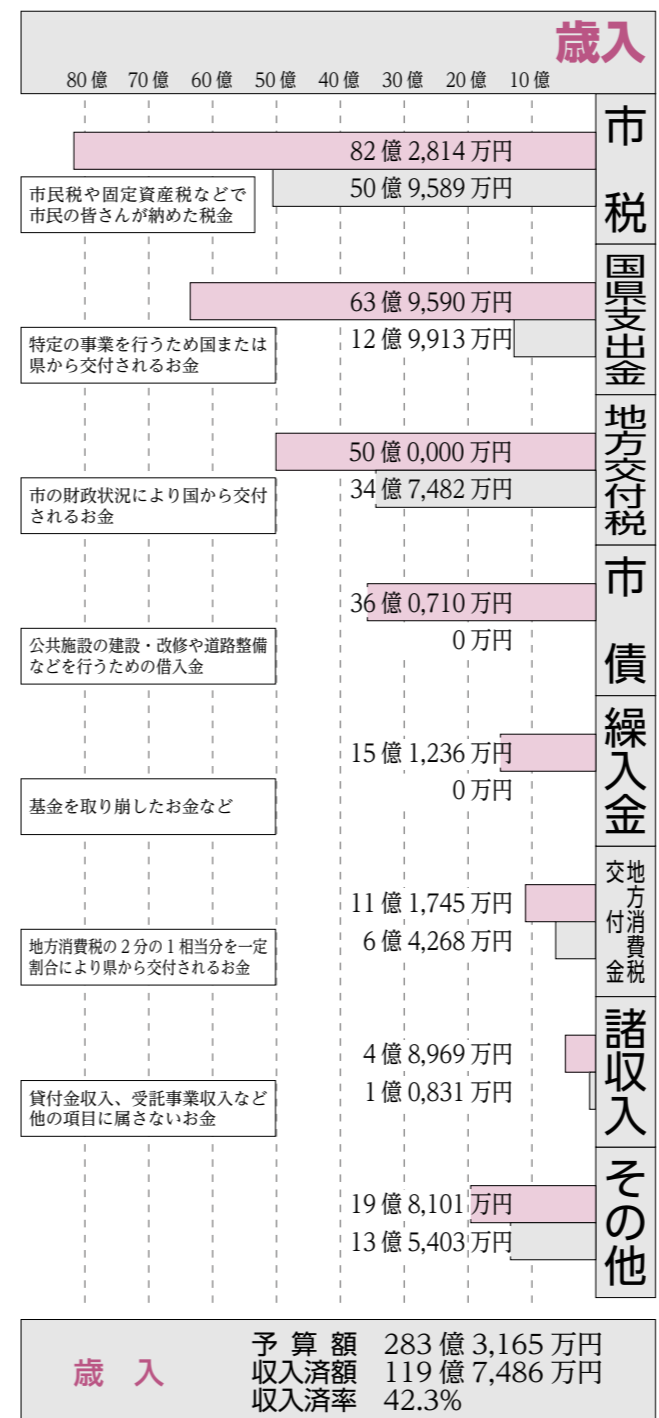 歳入
80億 70億 60億 50億 40億 30億 20億 10億
市税
82億2,814万円
50億9,589万円
市民税や固定資産税などで
市民の皆さんが納めた税金
国県支出金
63億9,590万円
12億9,913万円
特定の事業を行うため国または
県から交付されるお金
地方交付税
50億0,000万円
34億7,482万円
市の財政状況により国から交付
されるお金
市債
36億0,710万円
0万円
公共施設の建設・改修や道路整備
などを行うための借入金
繰入金
15億1,236万円
0万円
基金を取り崩したお金など
地方消費税
交付金
11億1,745万円
6億4,268万円
地方消費税の2分の1相当分を一定
割合により県から交付されるお金
諸収入
4億8,969万円
1億0,831万円
貸付金収入、受託事業収入など
他の項目に属さないお金
その他
19億8,101万円
13億5,403万円
歳入
予算額 283億3,165万円
収入済額 119億7,486万円
収入済率 42.3%